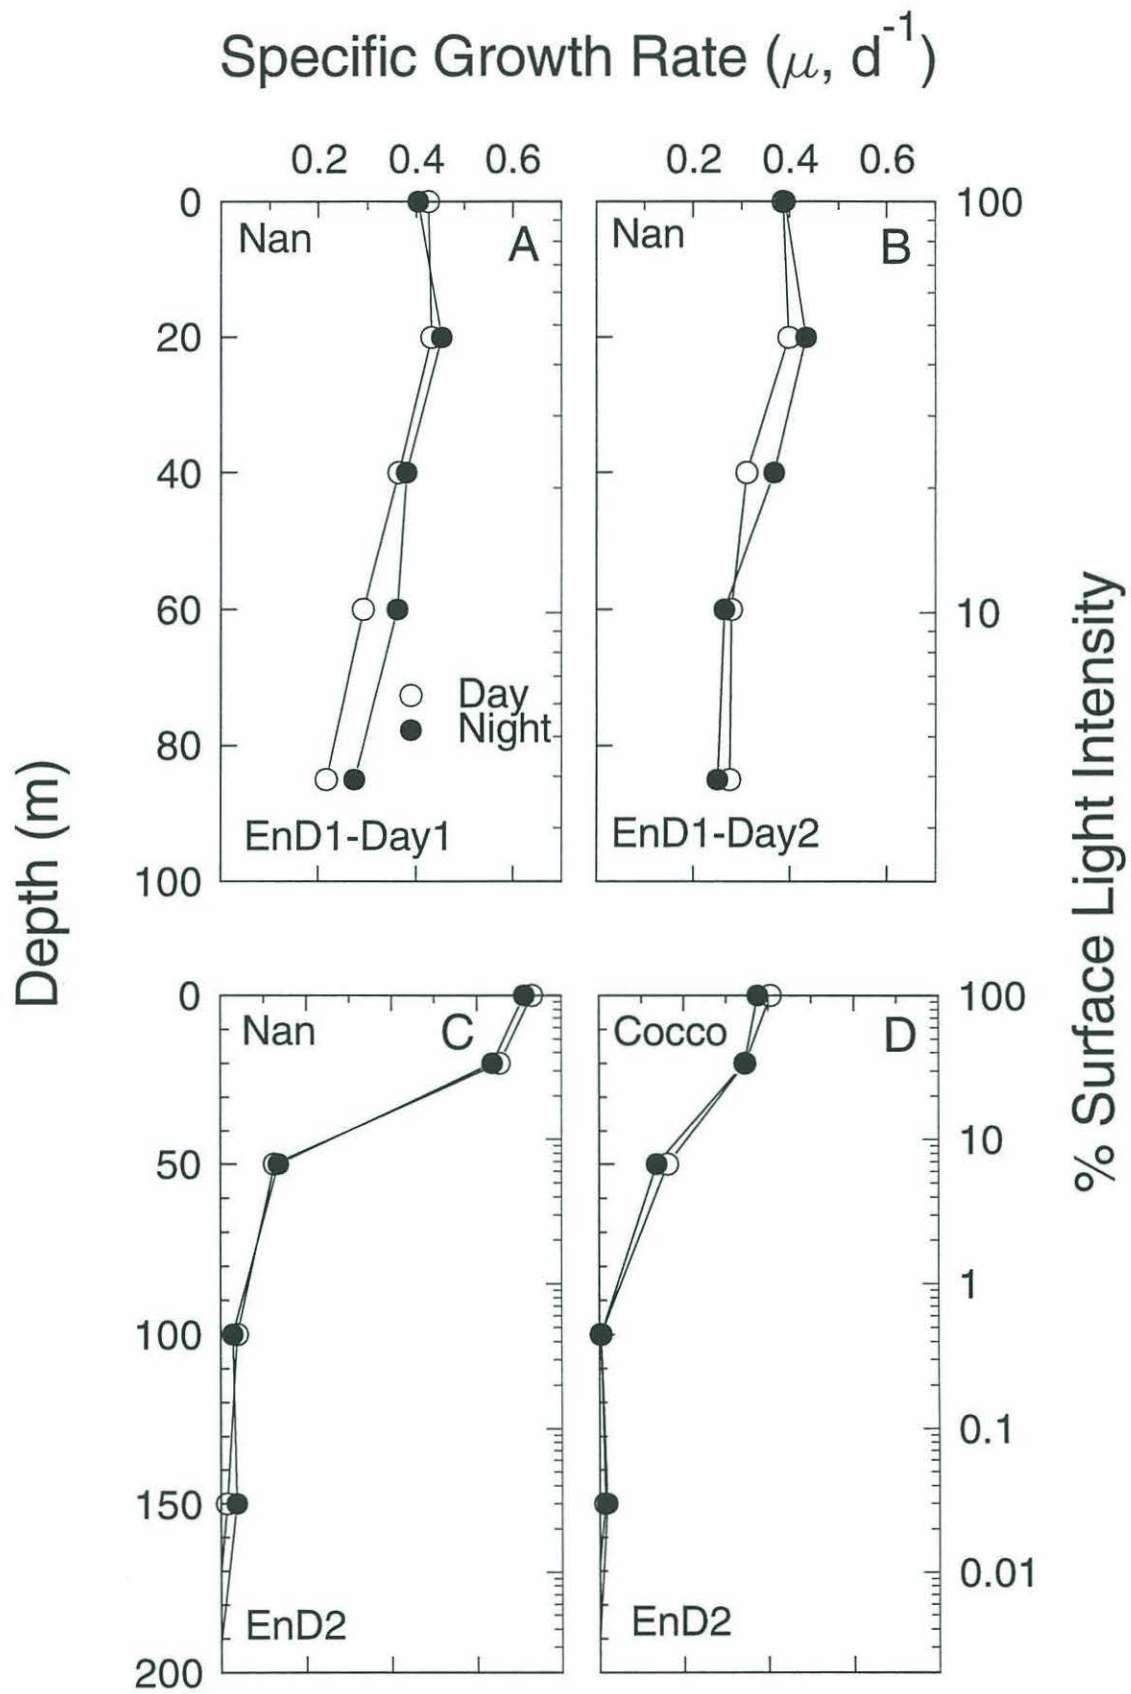 Specific Growth Rate (μ, d-1)
0.2 0.4 0.6 0.2 0.4 0.6
0 100
Nan A Nan B
20
40
60 10
Day
Night
80
EnD1-Day1 EnD1-Day2
100
0 100
Nan C Cocco D
10
50
1
100
0.1
150
0.01
EnD2 EnD2
200
Depth (m)
% Surface Light Intensity